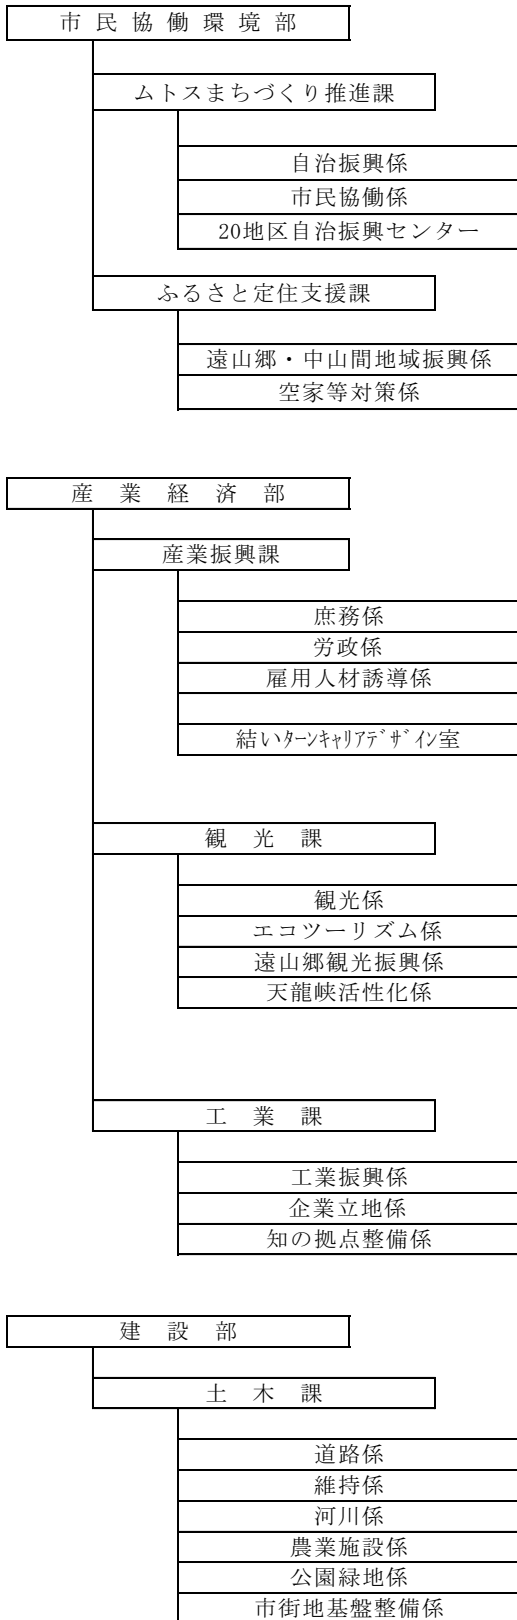 市民協働環境部
ムトスまちづくり推進課
自治振興係
市民協働係
20地区自治振興センター
ふるさと定住支援課
遠山郷・中山間地域振興係
空家等対策係
産業経済部
産業振興課
庶務係
労政係
雇用人材誘導係
結いﾀｰﾝｷｬﾘｱﾃﾞｻﾞｲﾝ室
観光課
観光係
エコツーリズム係
遠山郷観光振興係
天龍峡活性化係
工業課
工業振興係
企業立地係
知の拠点整備係
建設部
土木課
道路係
維持係
河川係
農業施設係
公園緑地係
市街地基盤整備係